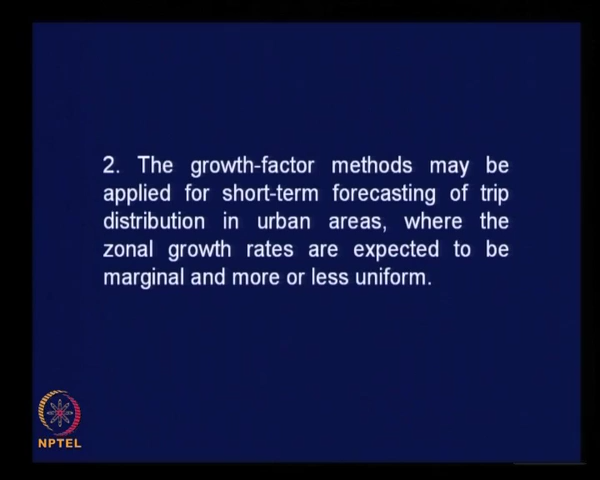 2. The growth-factor methods may be
applied for short-term forecasting of trip
distribution in urban areas, where the
zonal growth rates are expected to be
marginal and more or less uniform.
NPTEL